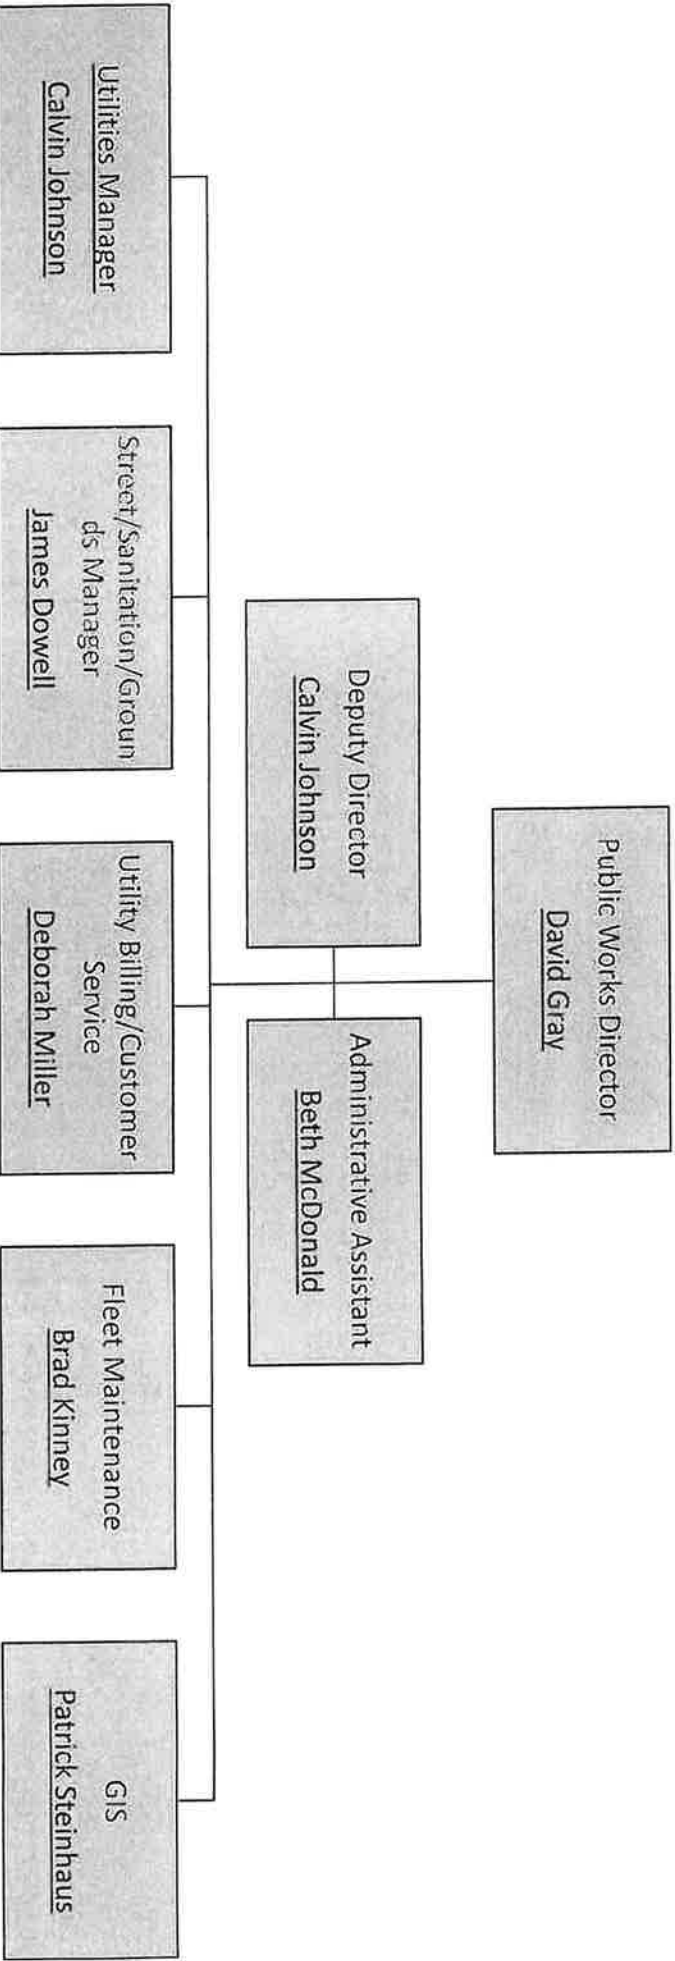 Public Works Director
David Gray
Deputy Director
Calvin Johnson
Administrative Assistant
Beth McDonald
Utilities Manager
Calvin Johnson
Street/Sanitation/Groun
ds Manager
James Dowell
Utility Billing/Customer
Service
Deborah Miller
Fleet Maintenance
Brad Kinney
GIS
Patrick Steinhaus